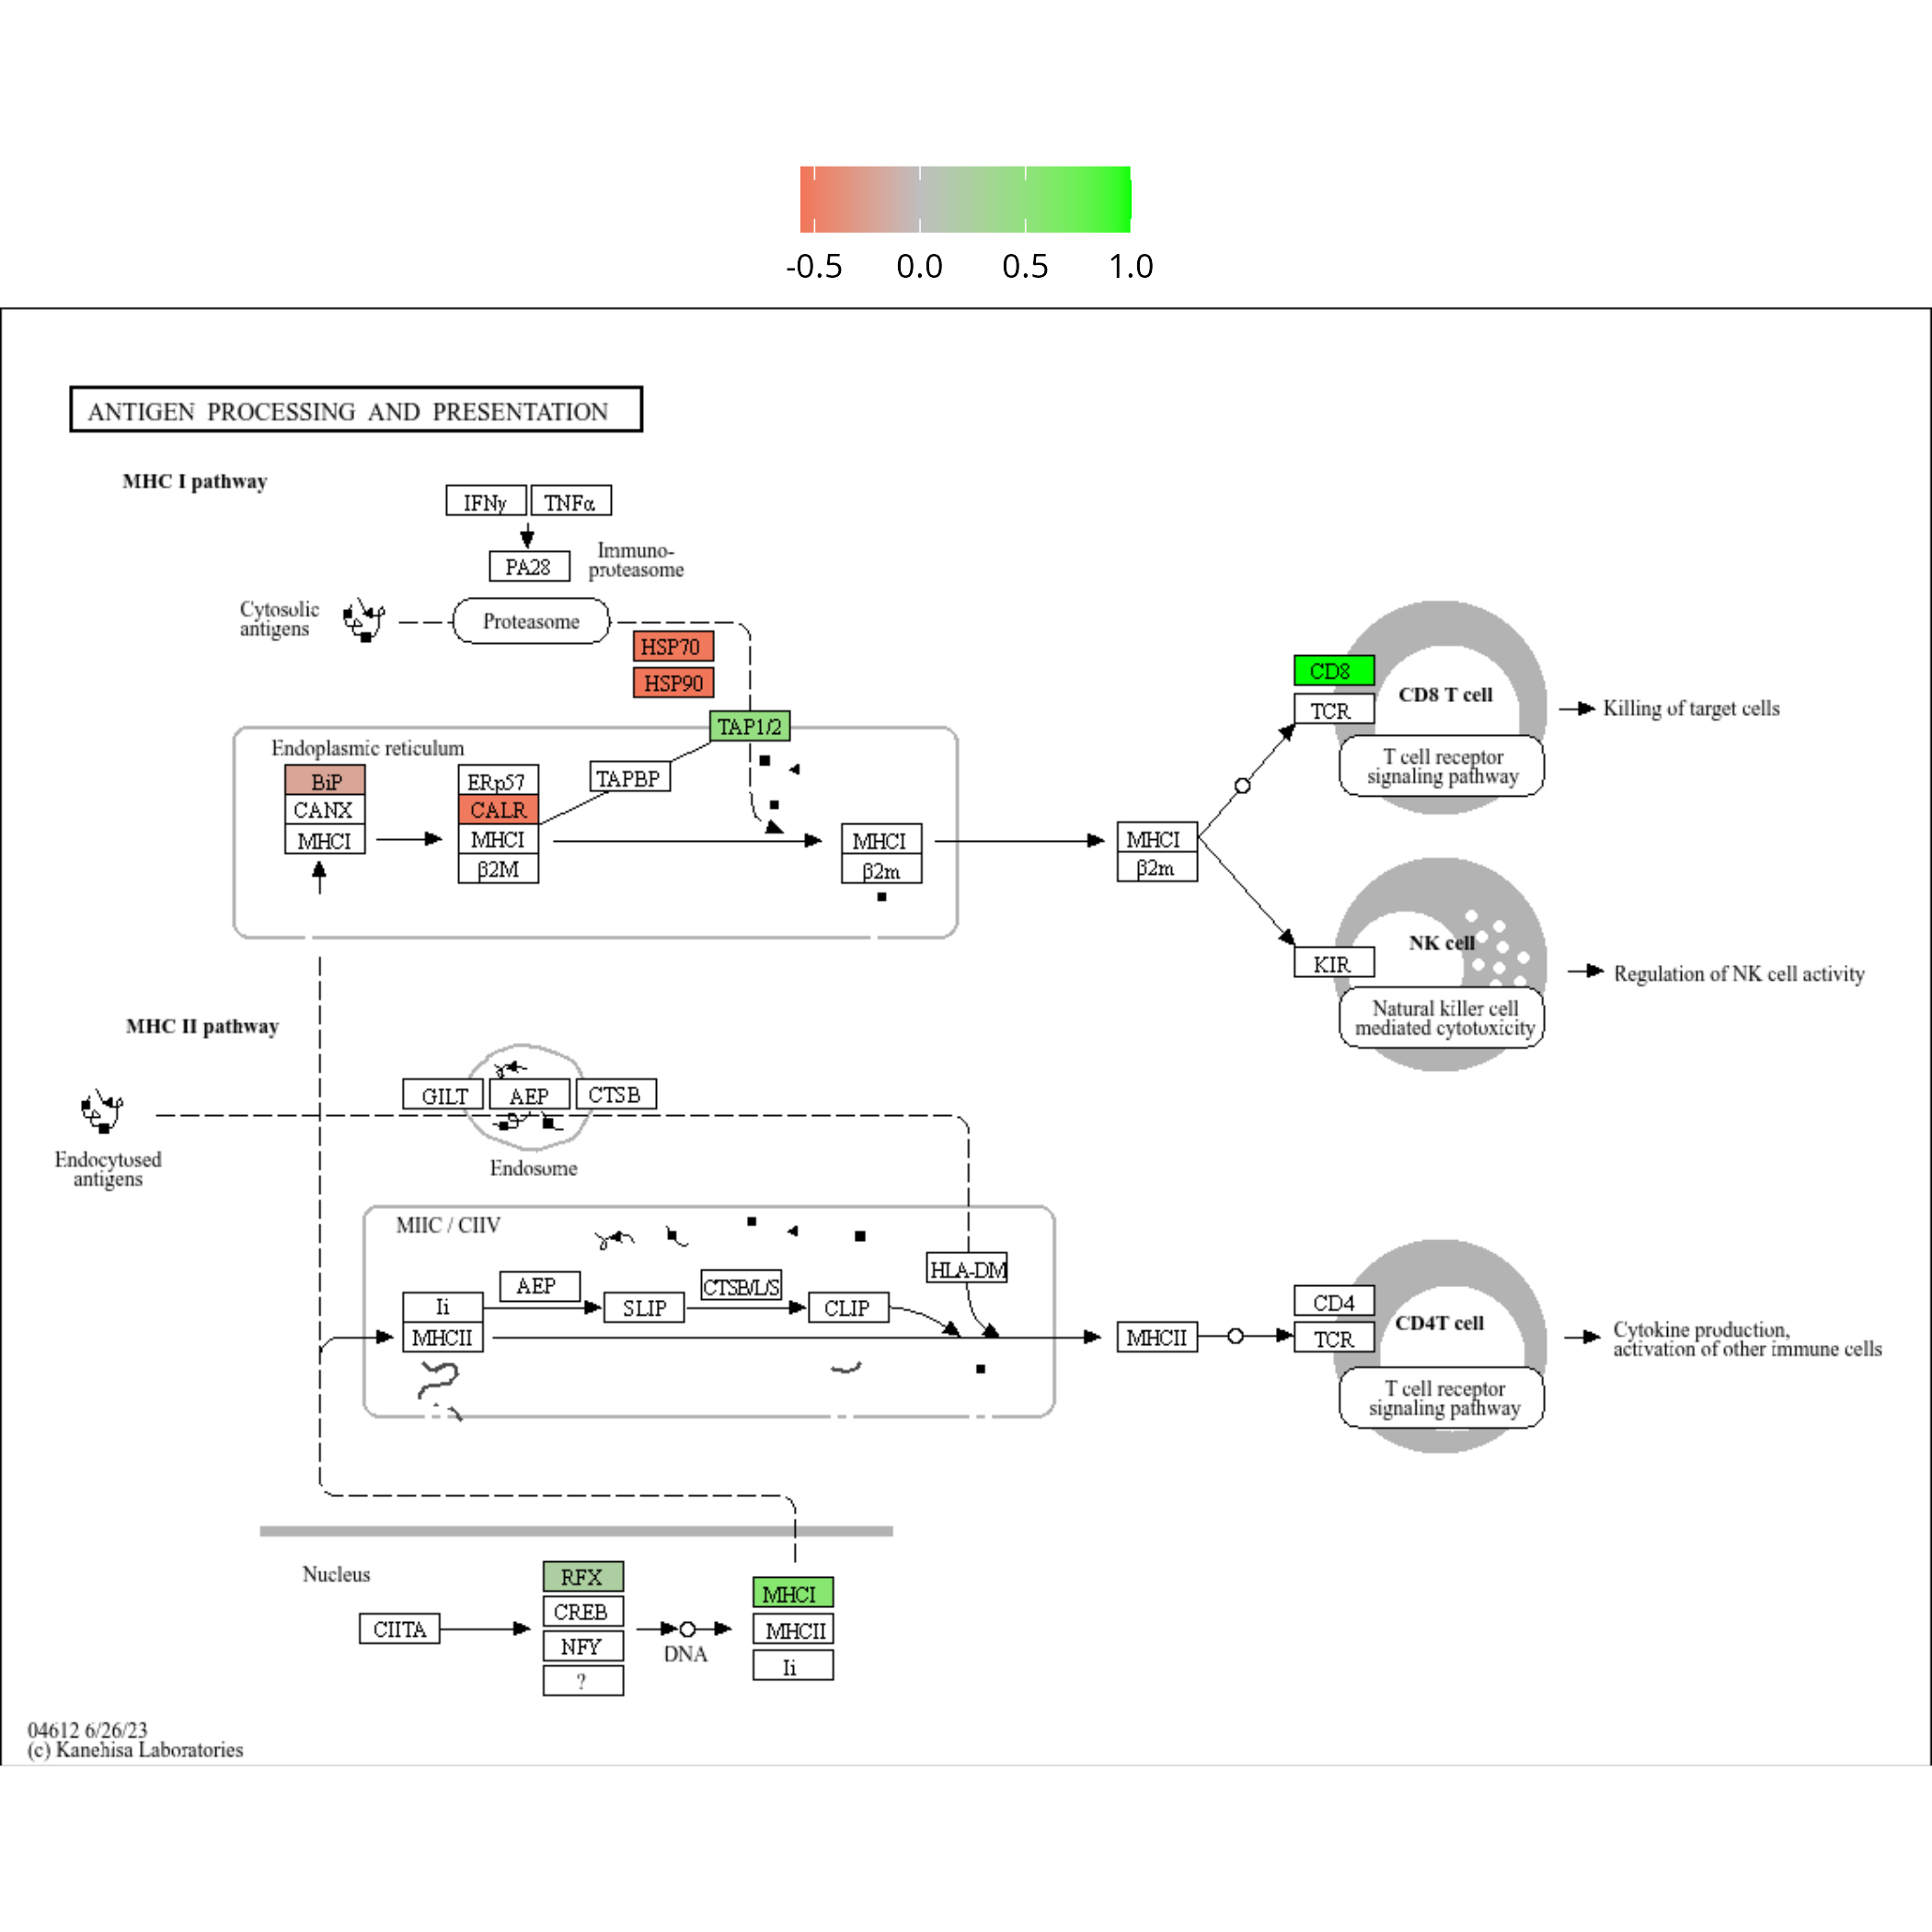 -0.5 0.0 0.5 1.0
ANTIGEN PROCESSING AND PRESENTATION
MHC I pathway
IFNγ TNFα
PA28
Immuno-
proteasome
Cytosolic
antigens
Proteasome
HSP70
HSP90
TAP1/2
Endoplasmic reticulum
BiP
CANX
MHCI
ERp57
CALR
MHCI
β2M
TAPBP
MHCI
β2m
MHCI
β2m
CD8
TCR
CD8 T cell
T cell receptor
signaling pathway
Killing of target cells
KIR
NK cell
Natural killer cell
mediated cytotoxicity
Regulation of NK cell activity
MHC II pathway
GILT AEP CTSB
Endosome
Endocytosed
antigens
MIIC / CIIV
Ii
MHCII
AEP
SLIP
CTSB/L/S
CLIP
HLA-DM
MHCII
CD4
TCR
CD4T cell
T cell receptor
signaling pathway
Cytokine production,
activation of other immune cells
Nucleus
CIITA
RFX
CREB
NFY
?
DNA
MHCI
MHCII
Ii
04612 6/26/23
(c) Kanehisa Laboratories